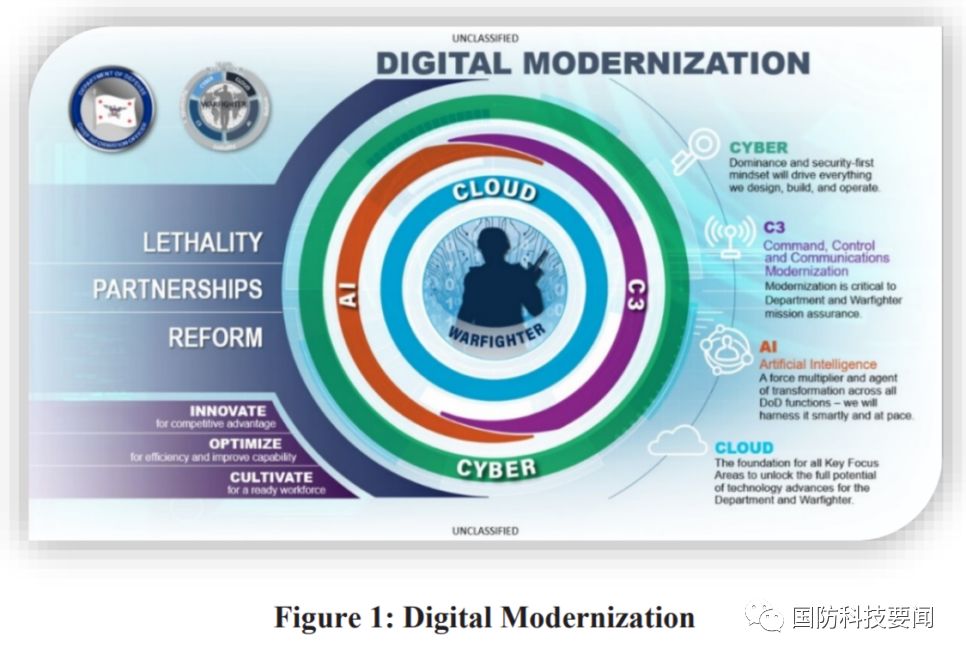 UNCLASSIFIED
DIGITAL MODERNIZATION
DEPARTMENT OF DEFENSE
CHIEF INFORMATION OFFICER
CYBER
CLOUD
WARFIGHTER
LETHALITY
PARTNERSHIPS
REFORM
INNOVATE
for competitive advantage
OPTIMIZE
for efficiency and improve capability
CULTIVATE
for a ready workforce
CLOUD
AI
C3
WARFIGHTER
CYBER
CYBER
Dominance and security-first
mindset will drive everything
we design, build, and operate.
C3
Command, Control
and Communications
Modernization
Modernization is critical to
Department and Warfighter
mission assurance.
AI
Artificial Intelligence
A force multiplier and agent
of transformation across all
DoD functions – we will
harness it smartly and at pace.
CLOUD
The foundation for all Key Focus
Areas to unlock the full potential
of technology advances for the
Department and Warfighter.
UNCLASSIFIED
Figure 1: Digital Modernization
国防科技要闻